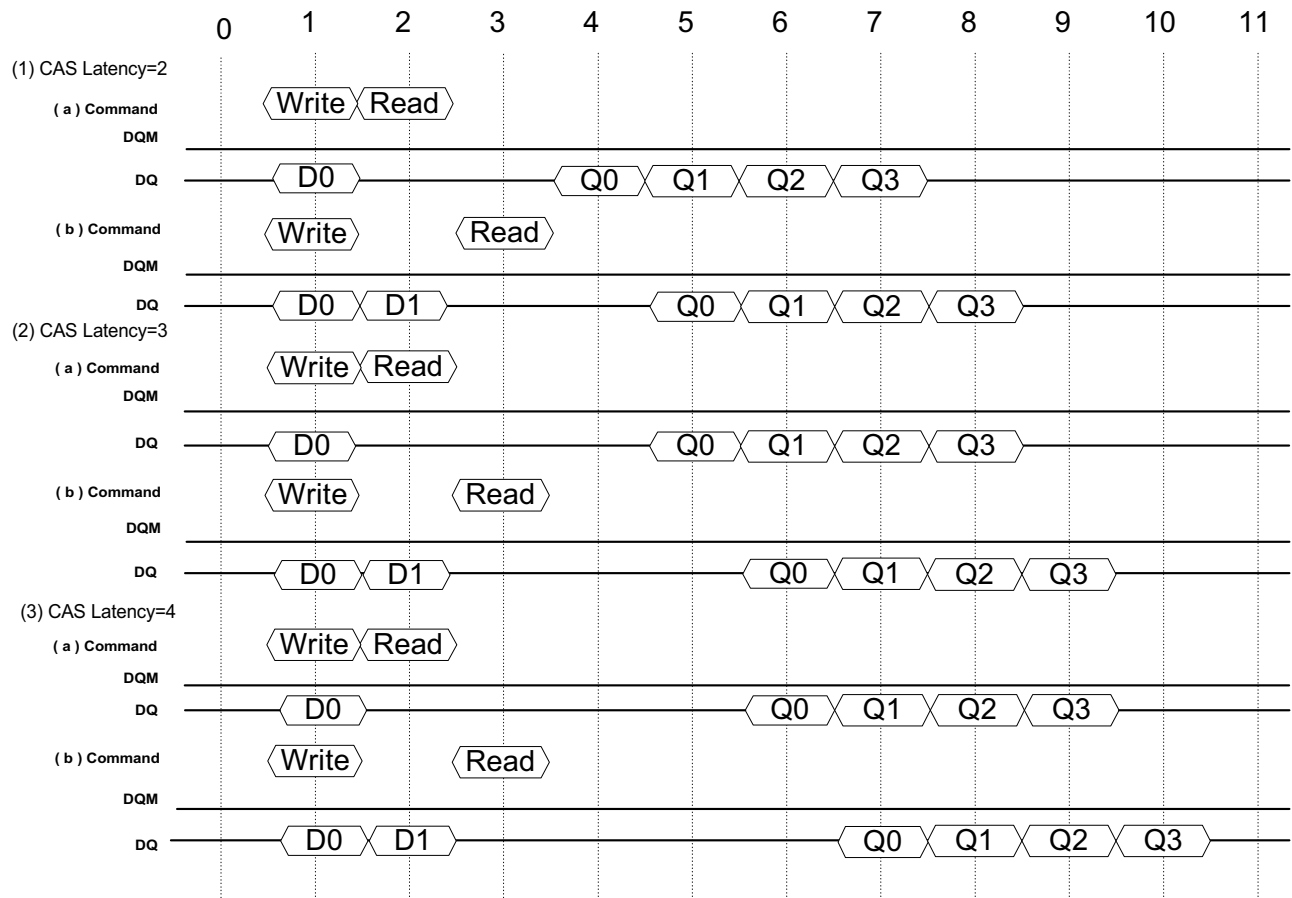 0 1 2 3 4 5 6 7 8 9 10 11
(1) CAS Latency=2
( a ) Command Write Read
DQM
DQ D0 Q0 Q1 Q2 Q3
( b ) Command Write Read
DQM
DQ D0 D1 Q0 Q1 Q2 Q3
(2) CAS Latency=3
( a ) Command Write Read
DQM
DQ D0 Q0 Q1 Q2 Q3
( b ) Command Write Read
DQM
DQ D0 D1 Q0 Q1 Q2 Q3
(3) CAS Latency=4
( a ) Command Write Read
DQM
DQ D0 Q0 Q1 Q2 Q3
( b ) Command Write Read
DQM
DQ D0 D1 Q0 Q1 Q2 Q3